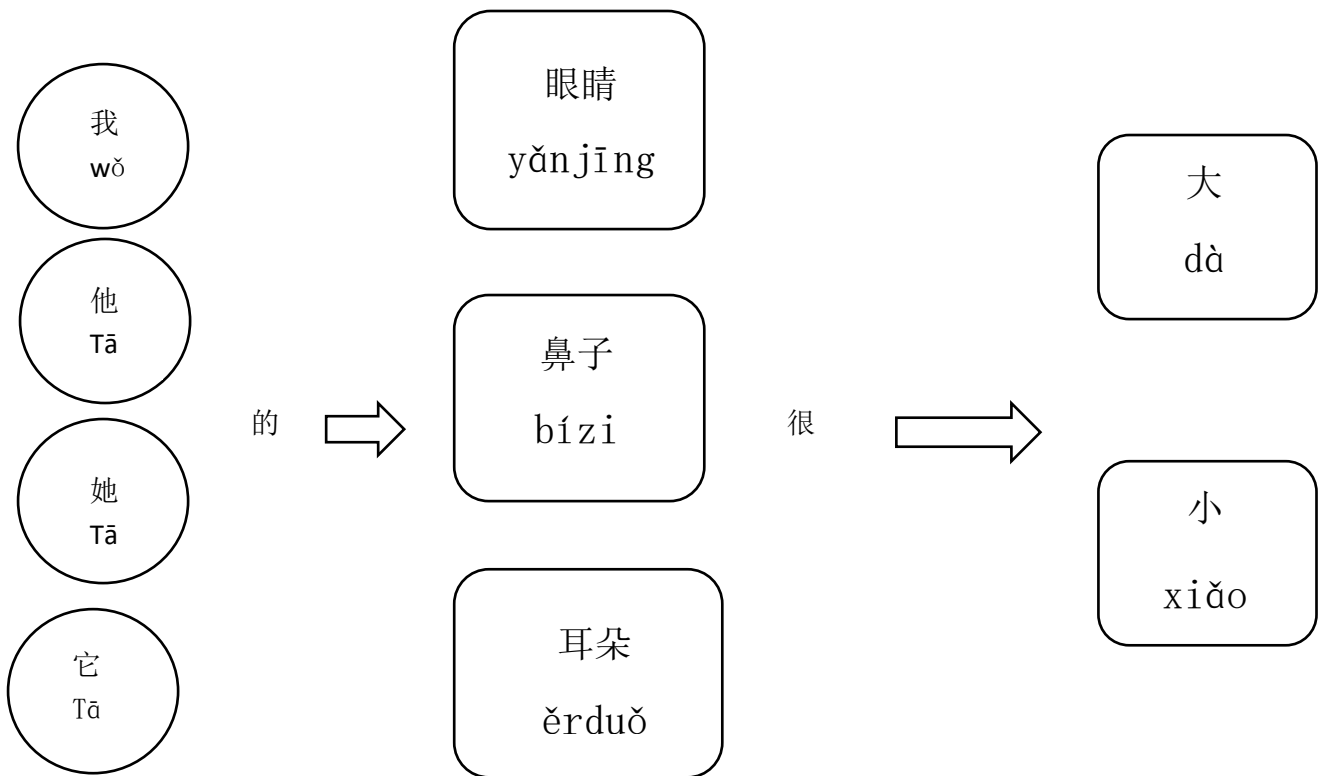 我
wǒ
他
Tā
她
Tā
它
Tā
的
眼睛
yǎnjīng
鼻子
bízi
耳朵
ěrduǒ
很
大
dà
小
xiǎo